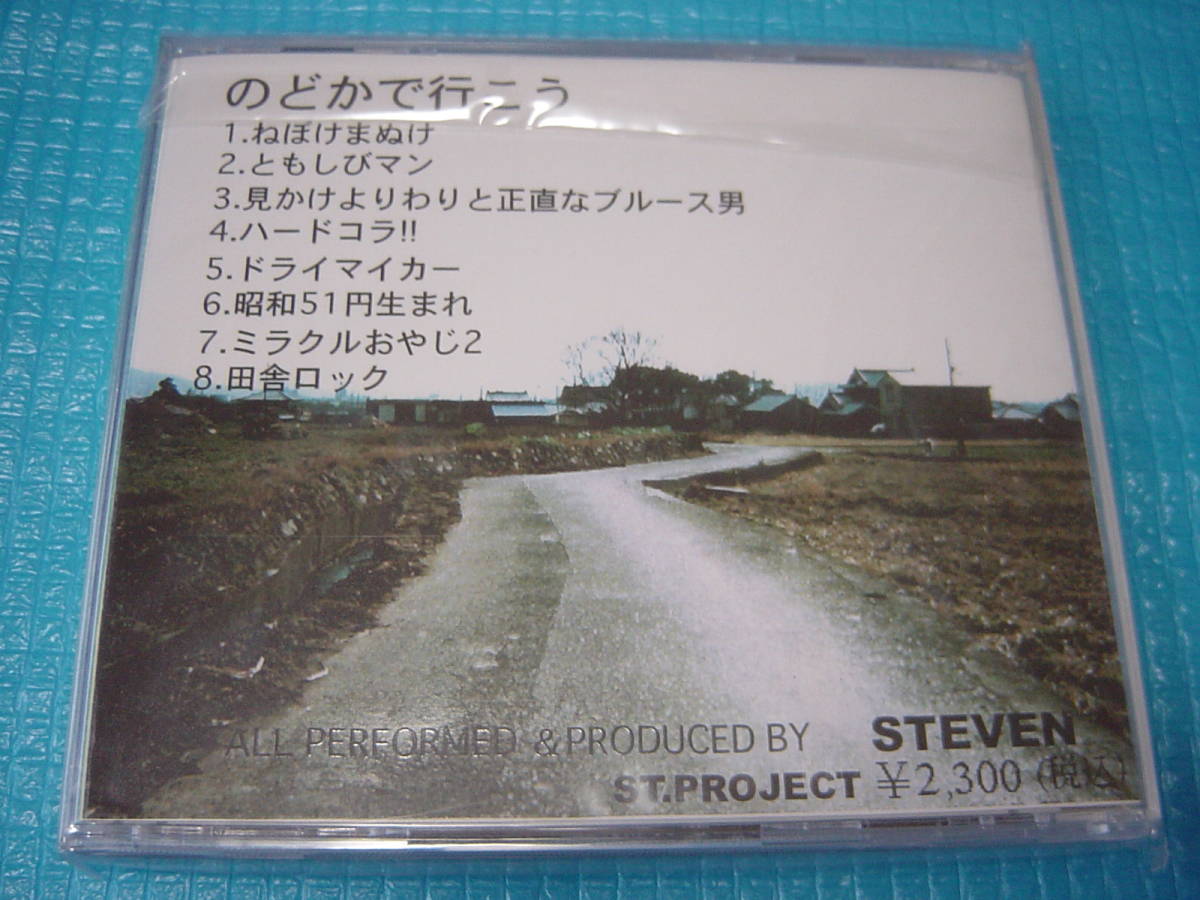 のどかで行こう
1.ねぼけまぬけ
2.ともしびマン
3.見かけよりわりと正直なブルース男
4.ハードコラ!!
5.ドライマイカー
6.昭和51円生まれ
7.ミラクルおやじ2
8.田舎ロック
ALL PERFORMED &PRODUCED BY STEVEN
ST.PROJECT ¥2,300 (税込)